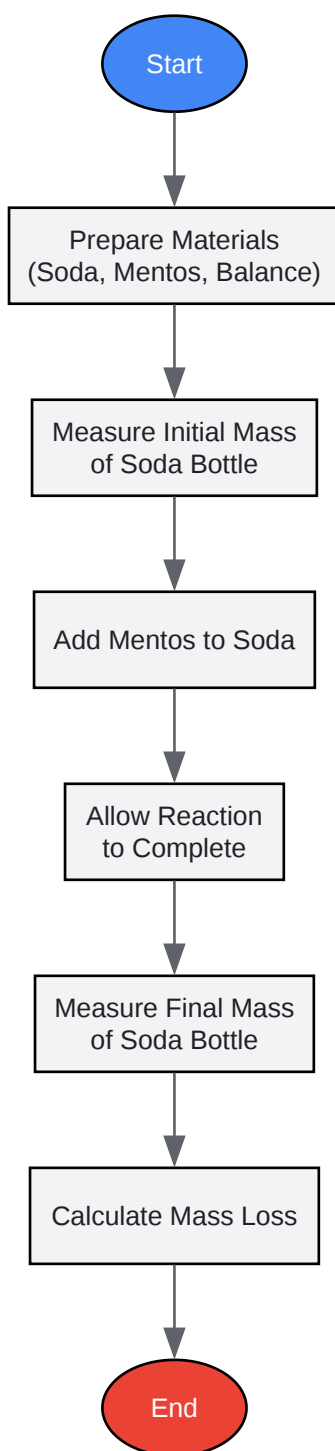 Start
Prepare Materials
(Soda, Mentos, Balance)
Measure Initial Mass
of Soda Bottle
Add Mentos to Soda
Allow Reaction
to Complete
Measure Final Mass
of Soda Bottle
Calculate Mass Loss
End